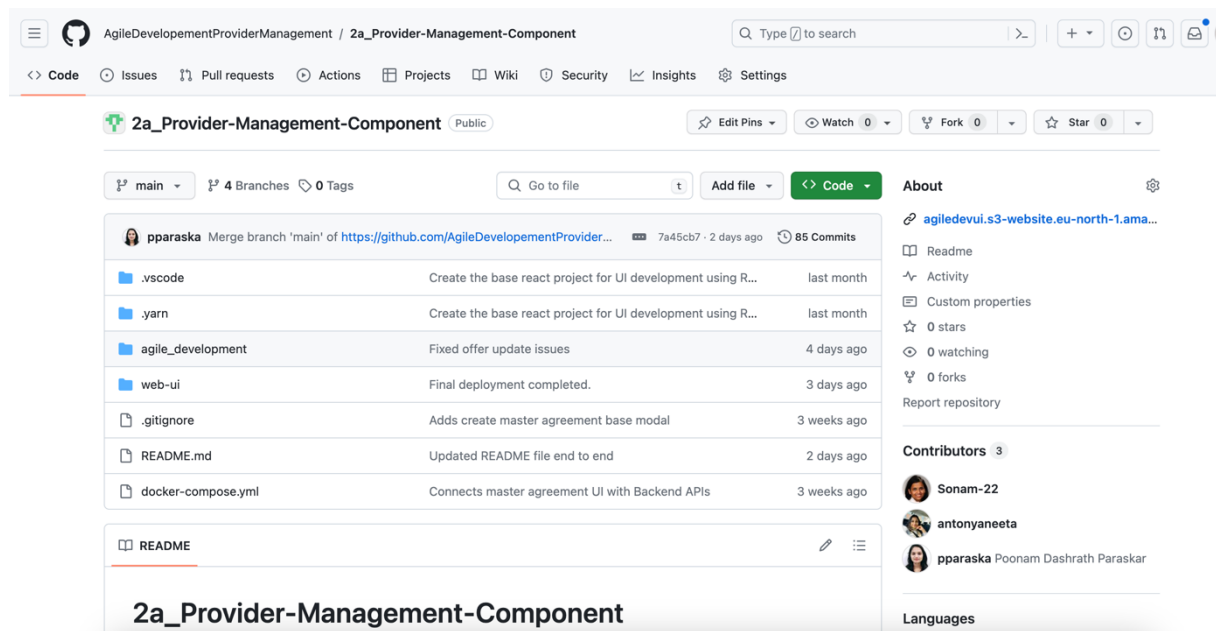 AgileDevelopementProviderManagement / 2a_Provider-Management-Component
Type / to search
Code Issues Pull requests Actions Projects Wiki Security Insights Settings
2a_Provider-Management-Component Public
Edit Pins Watch 0 Fork 0 Star 0
main 4 Branches 0 Tags Go to file t Add file Code
pparaska Merge branch 'main' of https://github.com/AgileDevelopementProvider... 7a45cb7 · 2 days ago 85 Commits
.vscode Create the base react project for UI development using R... last month
.yarn Create the base react project for UI development using R... last month
agile_development Fixed offer update issues 4 days ago
web-ui Final deployment completed. 3 days ago
.gitignore Adds create master agreement base modal 3 weeks ago
README.md Updated README file end to end 2 days ago
docker-compose.yml Connects master agreement UI with Backend APIs 3 weeks ago
README
2a_Provider-Management-Component
About
agiledevui.s3-website.eu-north-1.ama...
Readme
Activity
Custom properties
0 stars
0 watching
0 forks
Report repository
Contributors 3
Sonam-22
antonyaneeta
pparaska Poonam Dashrath Paraskar
Languages